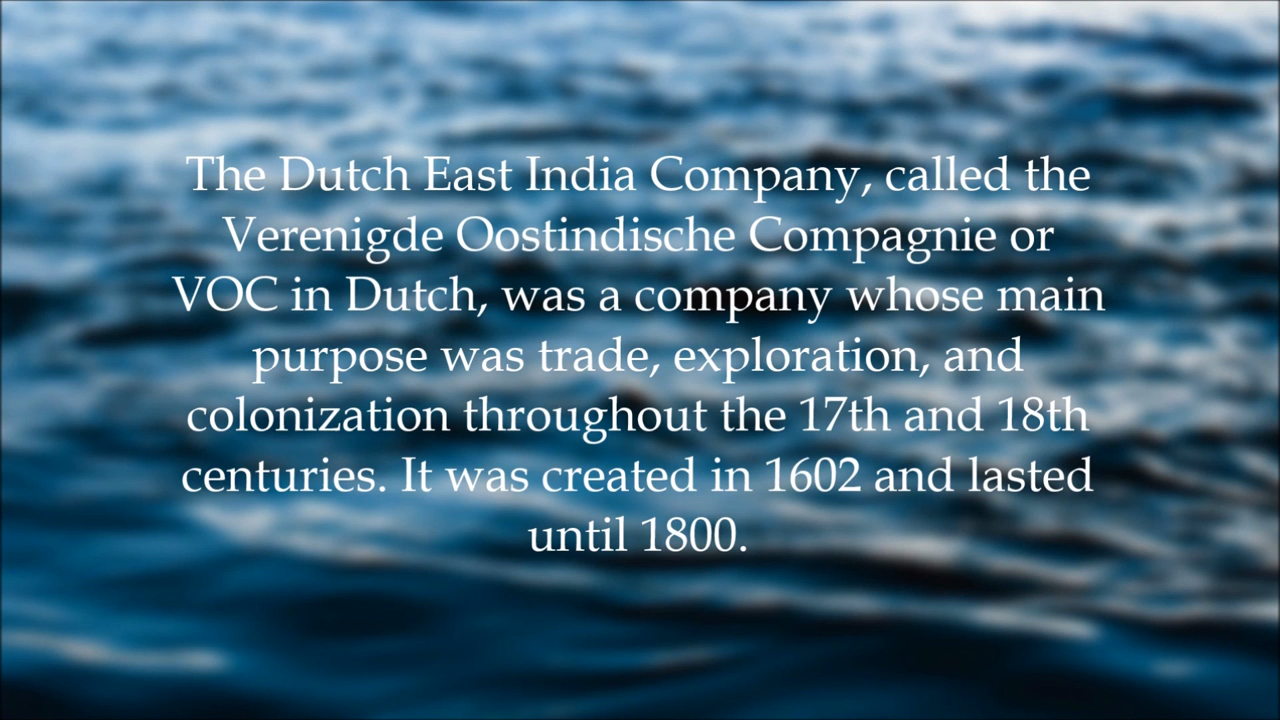 The Dutch East India Company, called the
Verenigde Oostindische Compagnie or
VOC in Dutch, was a company whose main
purpose was trade, exploration, and
colonization throughout the 17th and 18th
centuries. It was created in 1602 and lasted
until 1800.